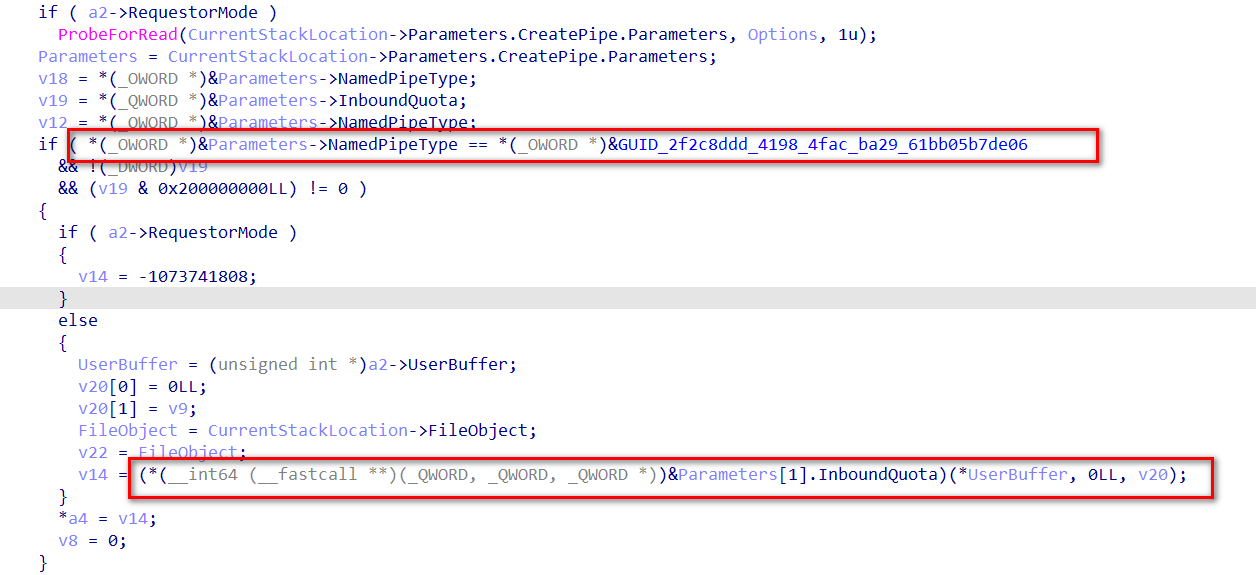 if ( a2->RequestorMode )
ProbeForRead(CurrentStackLocation->Parameters.CreatePipe.Parameters, Options, 1u);
Parameters = CurrentStackLocation->Parameters.CreatePipe.Parameters;
v18 = *(_OWORD *)&Parameters->NamedPipeType;
v19 = *(_QWORD *)&Parameters->InboundQuota;
v12 = *(_QWORD *)&Parameters->NamedPipeType;
if ( *(_OWORD *)&Parameters->NamedPipeType == *(_OWORD *)&GUID_2f2c8ddd_4198_4fac_ba29_61bb05b7de06
&& !(_DWORD)v19
&& (v19 & 0x200000000LL) != 0 )
{
if ( a2->RequestorMode )
{
v14 = -1073741808;
}
else
{
UserBuffer = (unsigned int *)a2->UserBuffer;
v20[0] = 0LL;
v20[1] = v9;
FileObject = CurrentStackLocation->FileObject;
v22 = FileObject;
v14 = (*(__int64 (__fastcall **)(_QWORD, _QWORD, _QWORD *))&Parameters[1].InboundQuota)(*UserBuffer, 0LL, v20);
}
*a4 = v14;
v8 = 0;
}